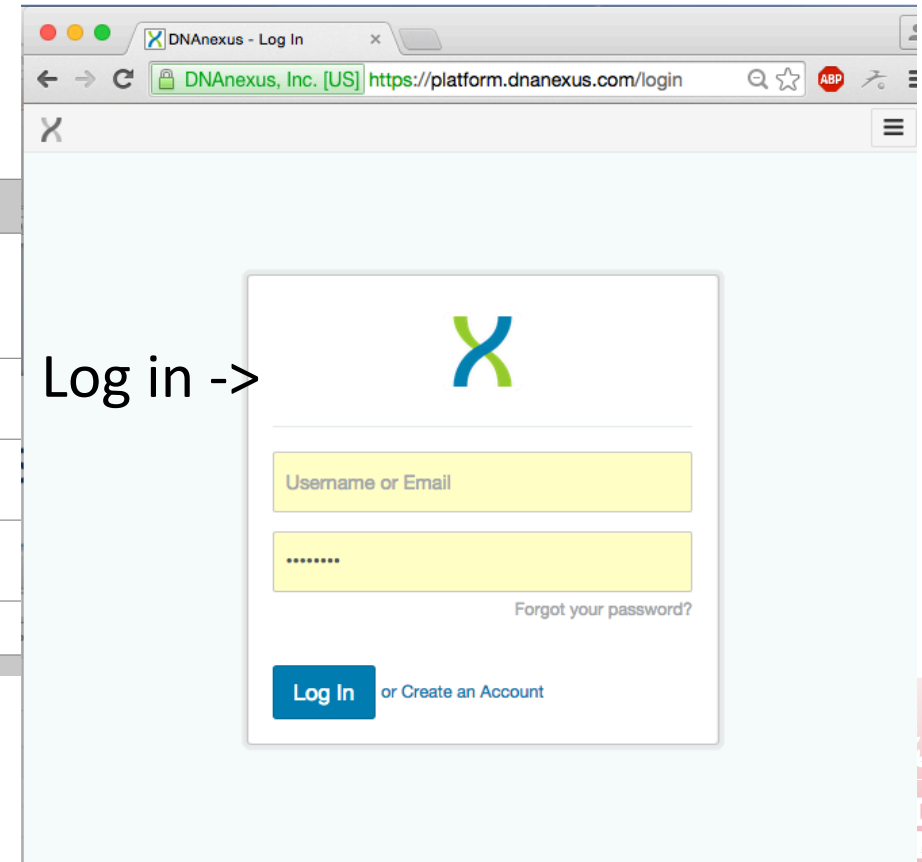 DNAnexus - Log In
DNAnexus, Inc. [US] https://platform.dnanexus.com/login
ABP
Log in ->
Username or Email
••••••••
Forgot your password?
Log In or Create an Account